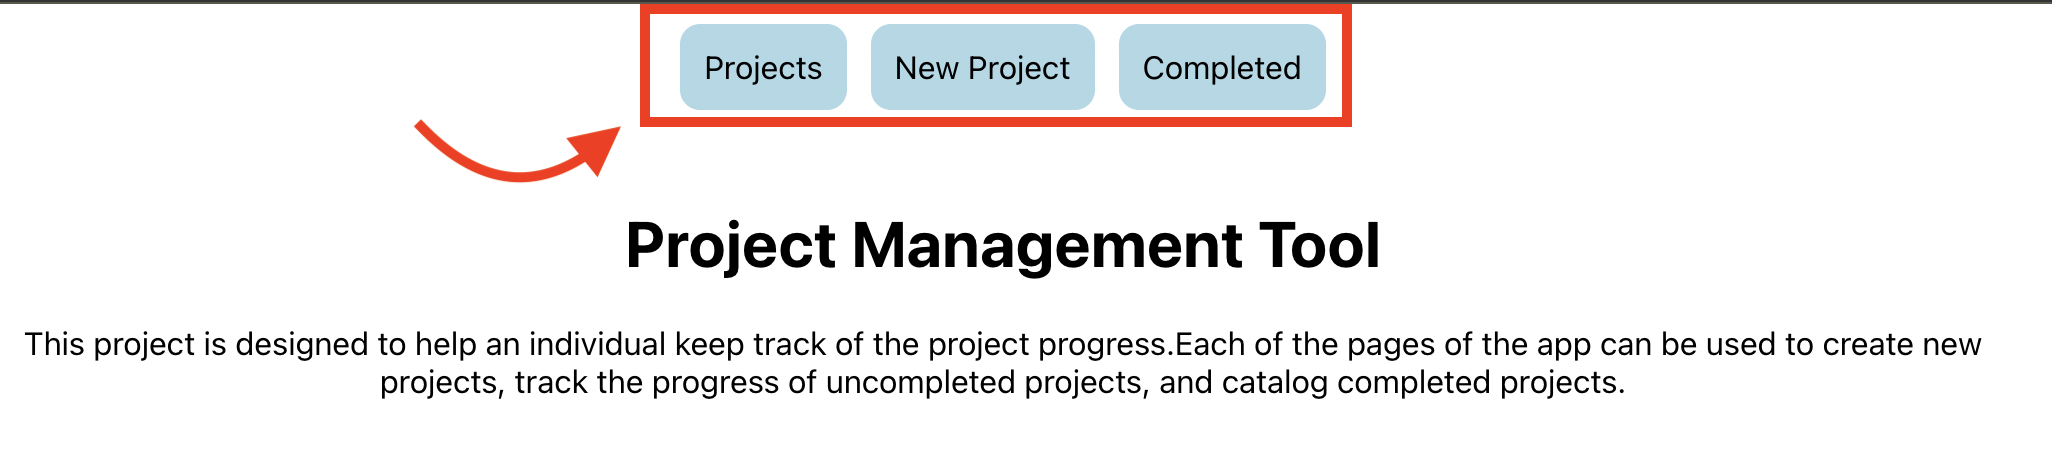 Projects New Project Completed
Project Management Tool
This project is designed to help an individual keep track of the project progress.Each of the pages of the app can be used to create new
projects, track the progress of uncompleted projects, and catalog completed projects.